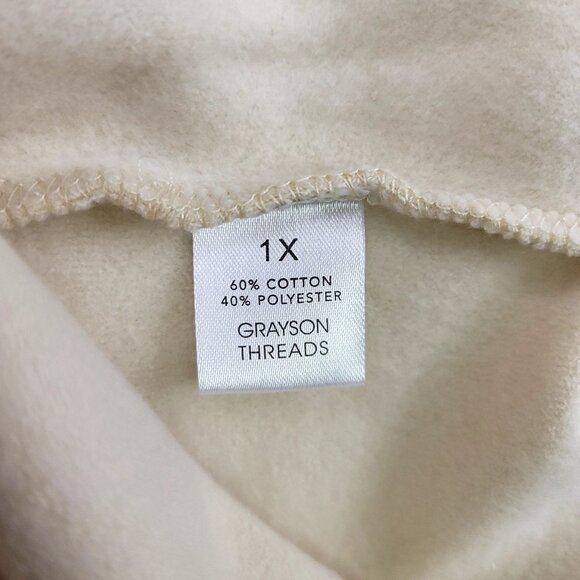 1X
60% COTTON
40% POLYESTER
GRAYSON
THREADS